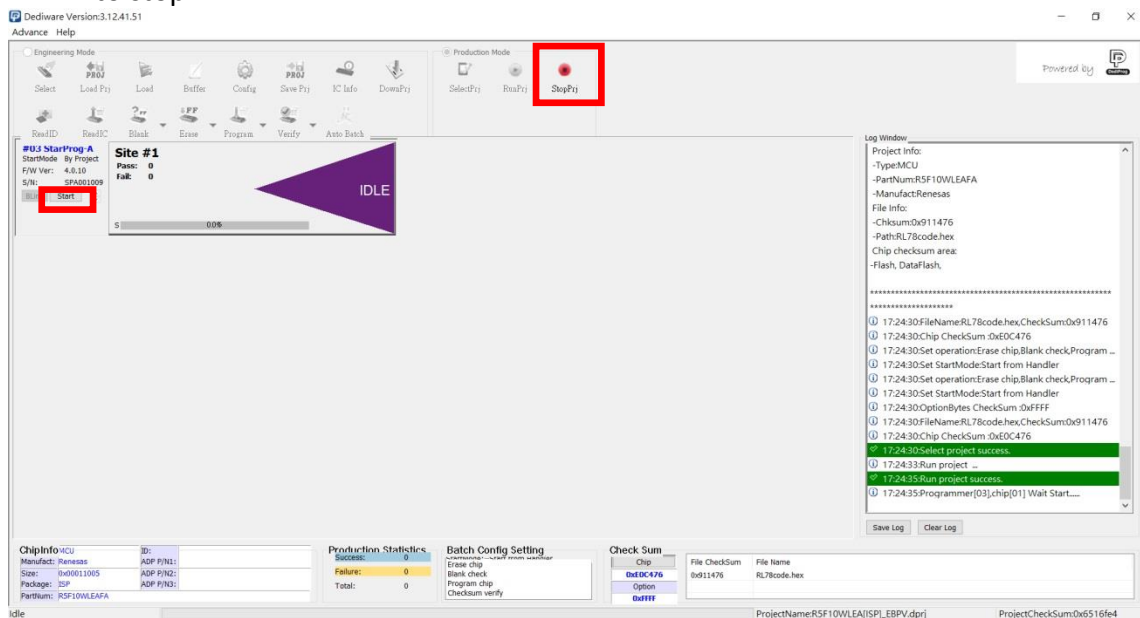 Dediware Version:3.12.41.51
Advance Help
Engineering Mode
Production Mode
Select Load Prj Load Buffer Config Save Prj IC Info DownPrj SelectPrj RunPrj StopPrj
Powered by
DediProg
ReadID ReadIC Blank Erase Program Verify Auto Batch
#03 StarProg-A
StartMode By Project
F/W Ver: 4.0.10
S/N: SPA001009
Start
Site #1
Pass: 0
Fail: 0
IDLE
S 0.0%
Log Window
Project Info:
-Type:MCU
-PartNum:R5F10WLEAFA
-Manufact:Renesas
File Info:
-Chksum:0x911476
-Path:RL78code.hex
Chip checksum area:
-Flash, DataFlash,
17:24:30:FileName:RL78code.hex,CheckSum:0x911476
17:24:30:Chip CheckSum :0xE0C476
17:24:30:Set operation:Erase chip,Blank check,Program ...
17:24:30:Set StartMode:Start from Handler
17:24:30:Set operation:Erase chip,Blank check,Program ...
17:24:30:Set StartMode:Start from Handler
17:24:30:OptionBytes CheckSum :0xFFFF
17:24:30:FileName:RL78code.hex,CheckSum:0x911476
17:24:30:Chip CheckSum :0xE0C476
17:24:30:Select project success.
17:24:33:Run project ...
17:24:35:Run project success.
17:24:35:Programmer[03],chip[01] Wait Start.....
Save Log Clear Log
ChipInfo MCU
Manufact: Renesas
Size: 0x00011005
Package: ISP
PartNum: R5F10WLEAFA
ID:
ADP P/N1:
ADP P/N2:
ADP P/N3:
Production Statistics
Success: 0
Failure: 0
Total: 0
Batch Config Setting
Erase chip
Blank check
Program chip
Checksum verify
Check Sum
Chip
0xE0C476
Option
0xFFFF
File CheckSum File Name
0x911476 RL78code.hex
Idle
ProjectName:R5F10WLEA(ISP)_EBPV.dprj
ProjectCheckSum:0x6516fe4